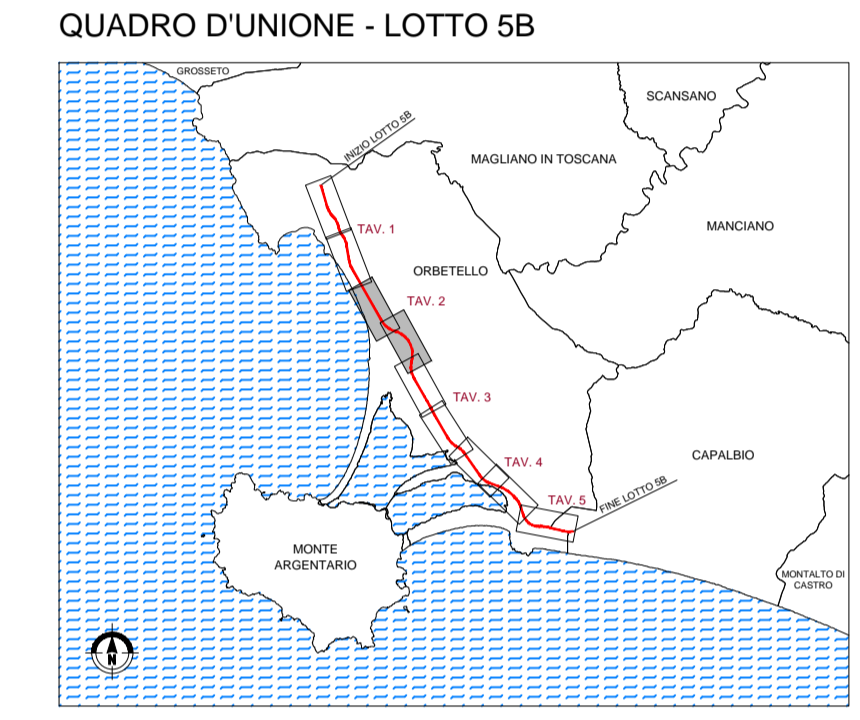 QUADRO D'UNIONE - LOTTO 5B
GROSSETO
SCANSANO
INIZIO LOTTO 5B
MAGLIANO IN TOSCANA
TAV. 1
MANCIANO
ORBETELLO
TAV. 2
TAV. 3
CAPALBIO
TAV. 4
TAV. 5
FINE LOTTO 5B
MONTE
ARGENTARIO
MONTALTO DI
CASTRO
N